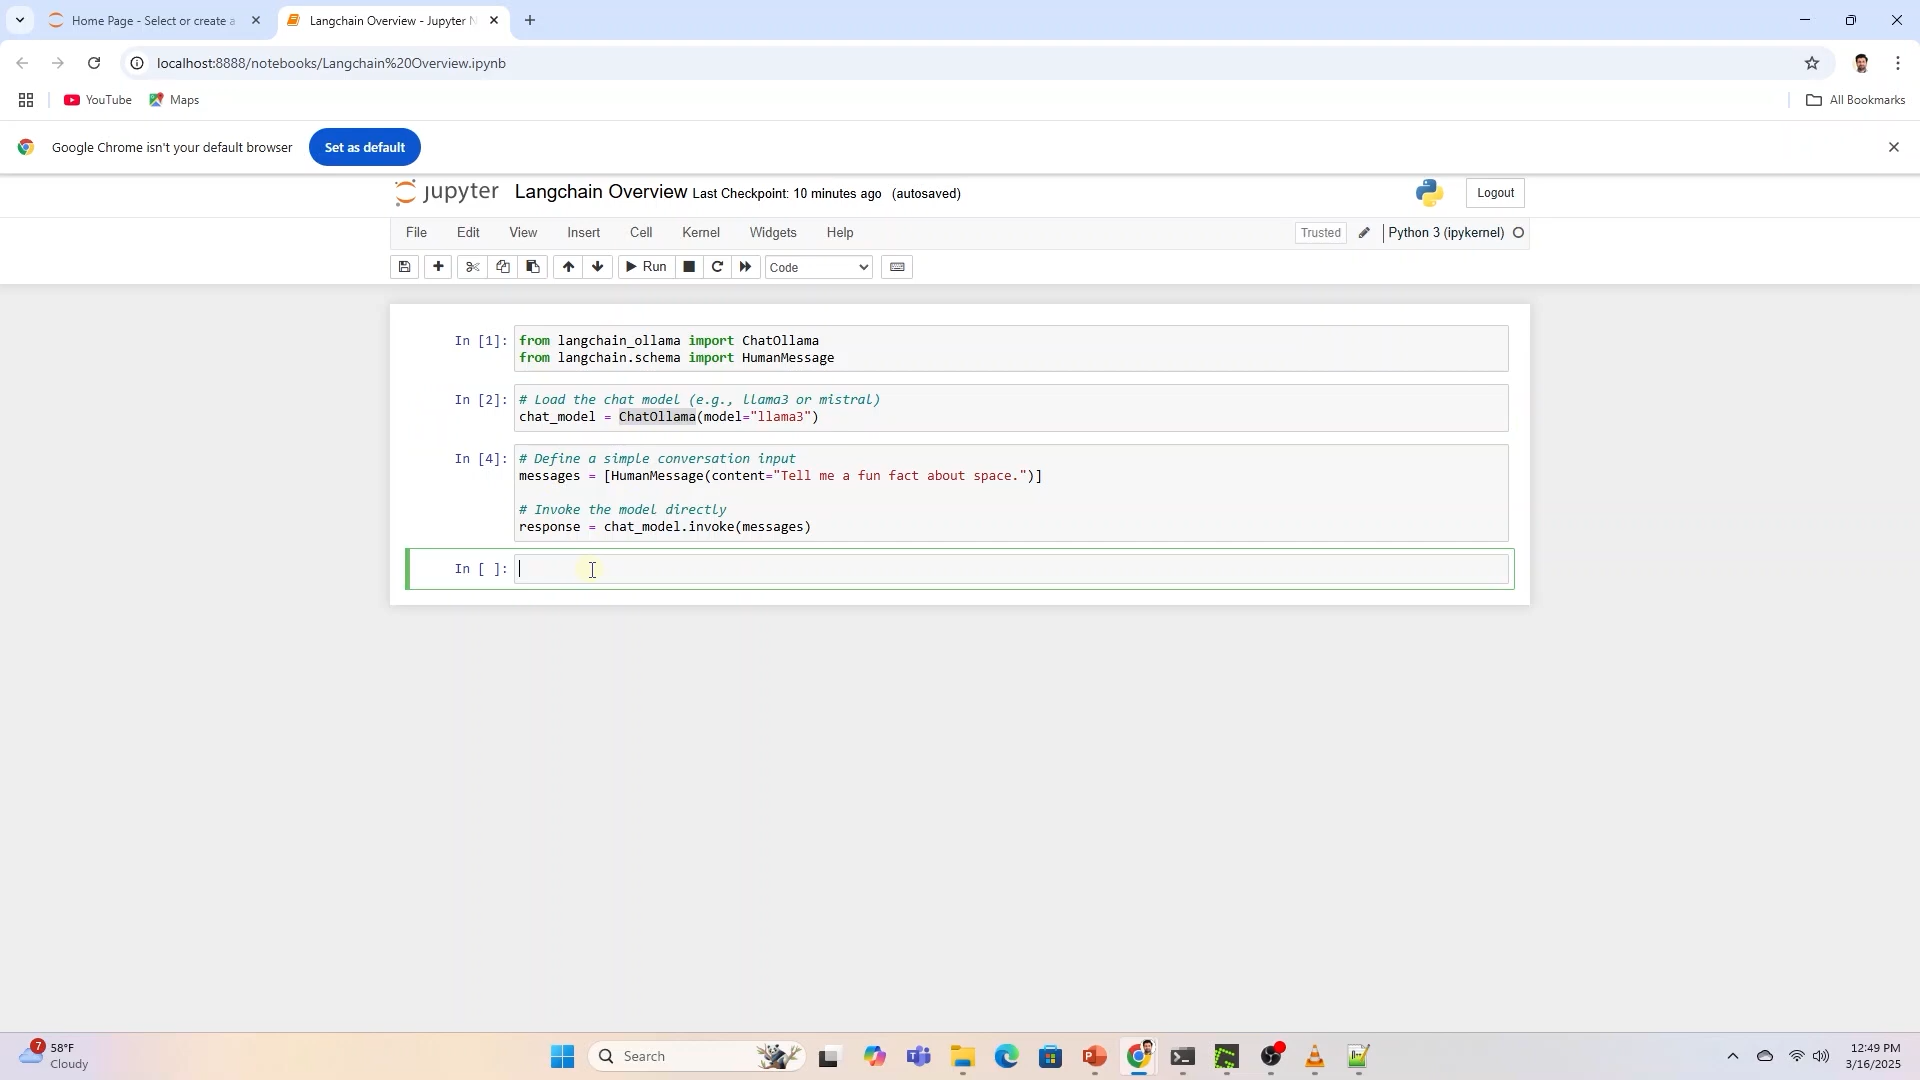 Home Page - Select or create a
Langchain Overview - Jupyter N
localhost:8888/notebooks/Langchain%20Overview.ipynb
YouTube
Maps
All Bookmarks
Google Chrome isn't your default browser
Set as default
jupyter
Langchain Overview Last Checkpoint: 10 minutes ago (autosaved)
Logout
File Edit View Insert Cell Kernel Widgets Help
Trusted
Python 3 (ipykernel)
Run
Code
In [1]:
from langchain_ollama import ChatOllama
from langchain.schema import HumanMessage
In [2]:
# Load the chat model (e.g., llama3 or mistral)
chat_model = ChatOllama(model="llama3")
In [4]:
# Define a simple conversation input
messages = [HumanMessage(content="Tell me a fun fact about space.")]
# Invoke the model directly
response = chat_model.invoke(messages)
In [ ]:
7
58°F
Cloudy
Search
12:49 PM
3/16/2025